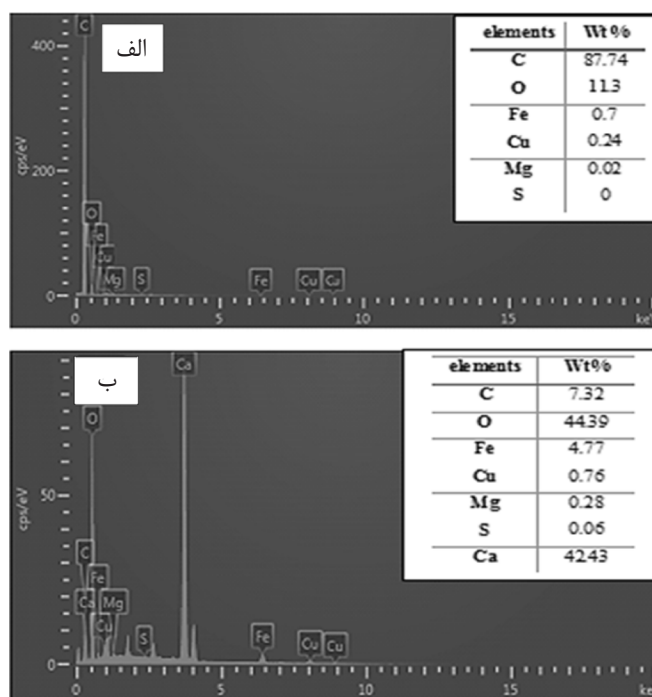 الف
C
400
200
0
cps/eV
O
Fe
Cu
Mg
S
Fe
Cu
Cu
0 5 10 15 keV
elements Wt%
C 87.74
O 11.3
Fe 0.7
Cu 0.24
Mg 0.02
S 0
ب
Ca
O
50
0
cps/eV
C
Fe
Ca
Mg
Cu
S
Fe
Cu
Cu
0 5 10 15
elements Wt%
C 7.32
O 44.39
Fe 4.77
Cu 0.76
Mg 0.28
S 0.06
Ca 42.43